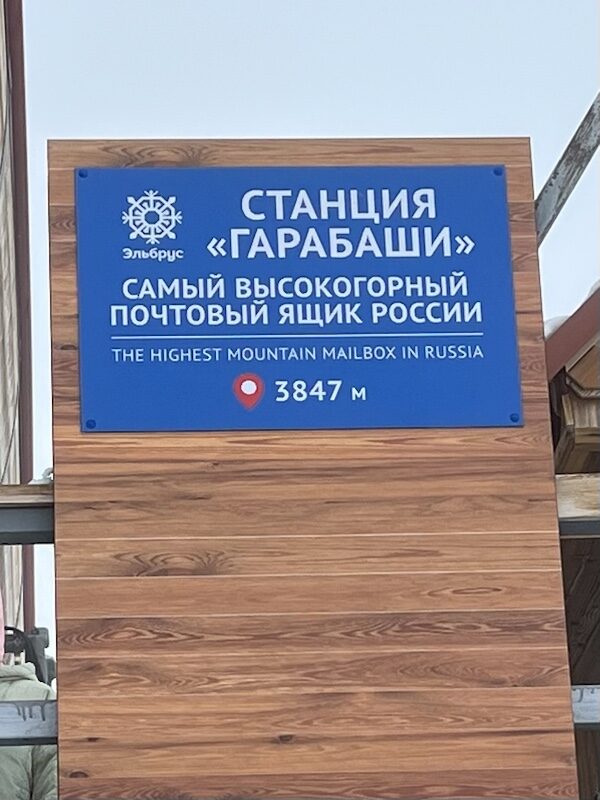 Эльбрус
СТАНЦИЯ
«ГАРАБАШИ»
САМЫЙ ВЫСОКОГОРНЫЙ
ПОЧТОВЫЙ ЯЩИК РОССИИ
THE HIGHEST MOUNTAIN MAILBOX IN RUSSIA
3847 м